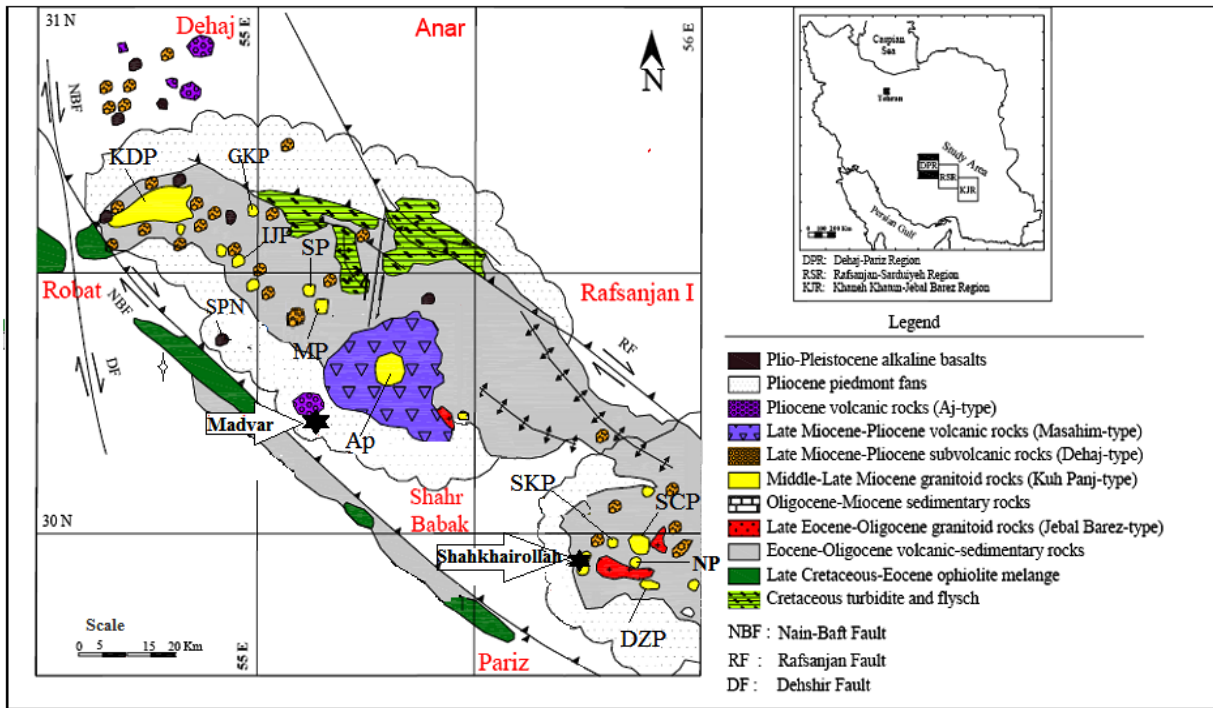 31 N
Dehaj
55 E
Anar
56 E
N
NBF
KDP
GKP
IJP
SP
Robat
NBF
SPN
Rafsanjan I
MP
DF
RF
Madvar
Ap
SKP
SCP
Shahr
Babak
30 N
Shahkhairollah
NP
DZP
Scale
0 5 15 20 Km
55 E
Pariz
Caspian
Sea
Tehran
Study Area
DPR
RSR
KJR
Persian Gulf
0 100 200 Km
DPR: Dehaj-Pariz Region
RSR: Rafsanjan-Sarduiyeh Region
KJR: Khaneh Khatun-Jebal Barez Region
Legend
Plio-Pleistocene alkaline basalts
Pliocene piedmont fans
Pliocene volcanic rocks (Aj-type)
Late Miocene-Pliocene volcanic rocks (Masahim-type)
Late Miocene-Pliocene subvolcanic rocks (Dehaj-type)
Middle-Late Miocene granitoid rocks (Kuh Panj-type)
Oligocene-Miocene sedimentary rocks
Late Eocene-Oligocene granitoid rocks (Jebal Barez-type)
Eocene-Oligocene volcanic-sedimentary rocks
Late Cretaceous-Eocene ophiolite melange
Cretaceous turbidite and flysch
NBF : Nain-Baft Fault
RF : Rafsanjan Fault
DF : Dehshir Fault